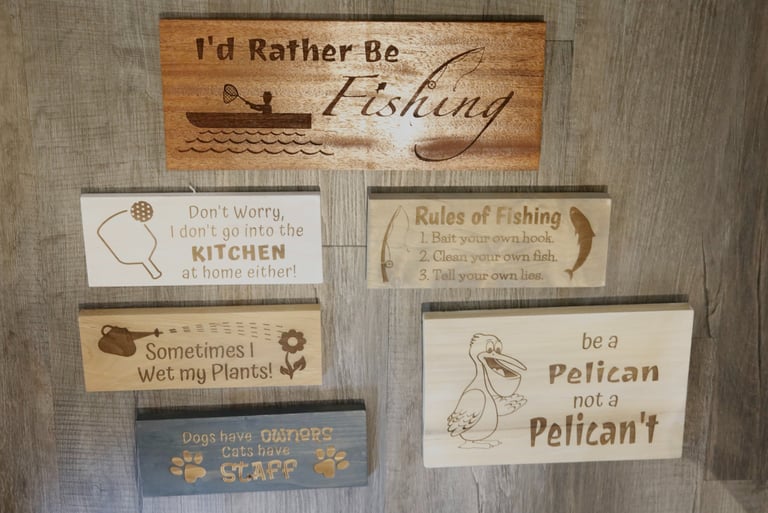 I'd Rather Be
Fishing
Don't Worry,
I don't go into the
KITCHEN
at home either!
Rules of Fishing
1. Bait your own hook.
2. Clean your own fish.
3. Tell your own lies.
Sometimes I
Wet my Plants!
be a
Pelican
not a
Pelican't
Dogs have OWNERS
Cats have
STAFF